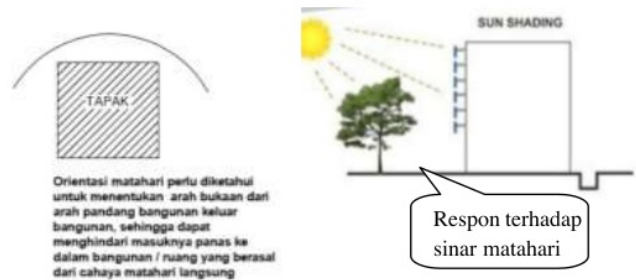 TAPAK
Orientasi matahari perlu diketahui
untuk menentukan arah bukaan dan
arah pandang bangunan keluar
bangunan, sehingga dapat
menghindari masuknya panas ke
dalam bangunan / ruang yang berasal
dari cahaya matahari langsung
SUN SHADING
Respon terhadap
sinar matahari